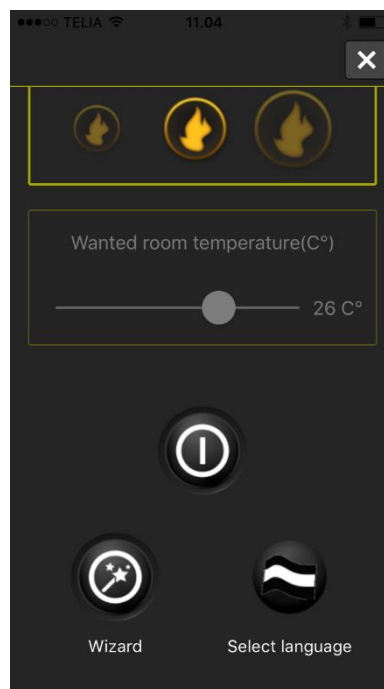 TELIA 11.04
Wanted room temperature(C°)
26 C°
Wizard
Select language